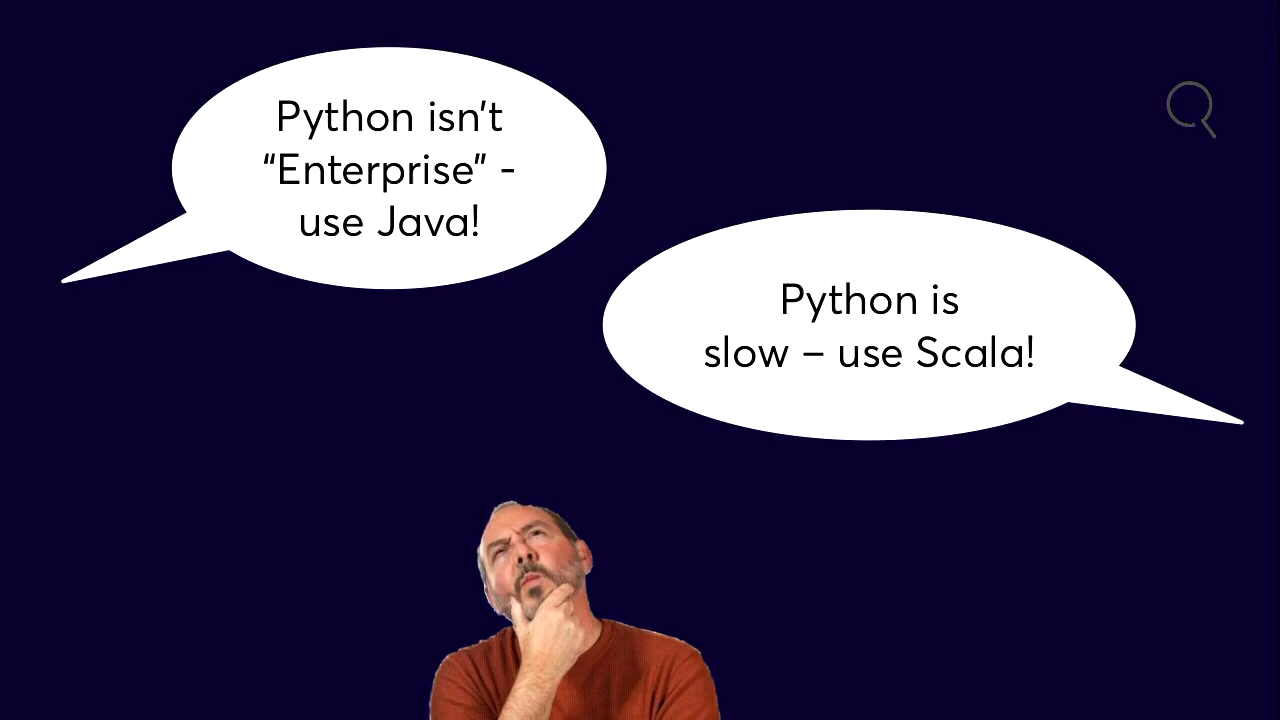 Python isn't
"Enterprise" -
use Java!
Python is
slow – use Scala!